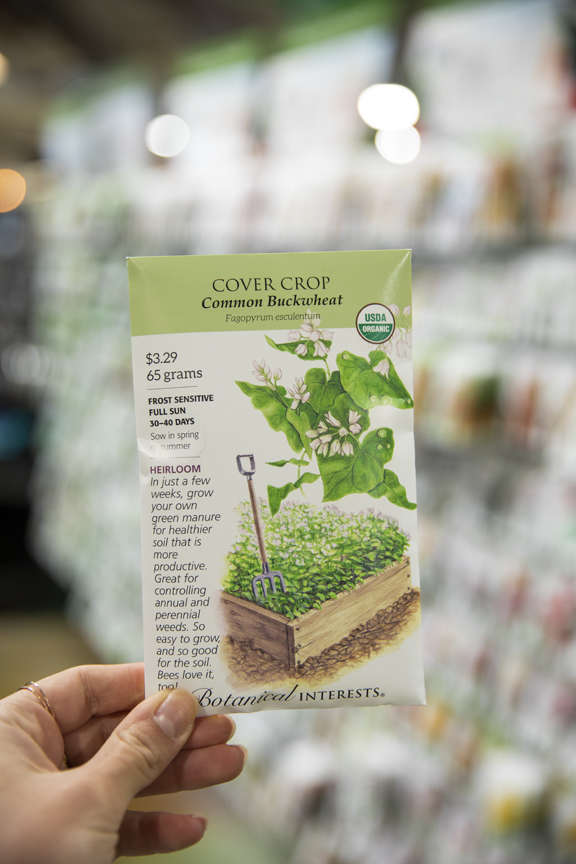 COVER CROP
Common Buckwheat
Fagopyrum esculentum
USDA
ORGANIC
$3.29
65 grams
FROST SENSITIVE
FULL SUN
30–40 DAYS
Sow in spring
summer
HEIRLOOM
In just a few
weeks, grow
your own
green manure
for healthier
soil that is
more
productive.
Great for
controlling
annual and
perennial
weeds. So
easy to grow,
and so good
for the soil.
Bees love it,
too!
Botanical INTERESTS®